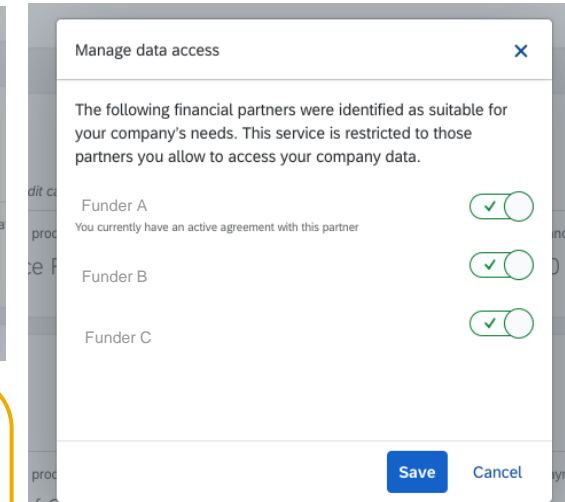 Manage data access
The following financial partners were identified as suitable for
your company's needs. This service is restricted to those
partners you allow to access your company data.
Funder A
You currently have an active agreement with this partner
Funder B
Funder C
Save Cancel